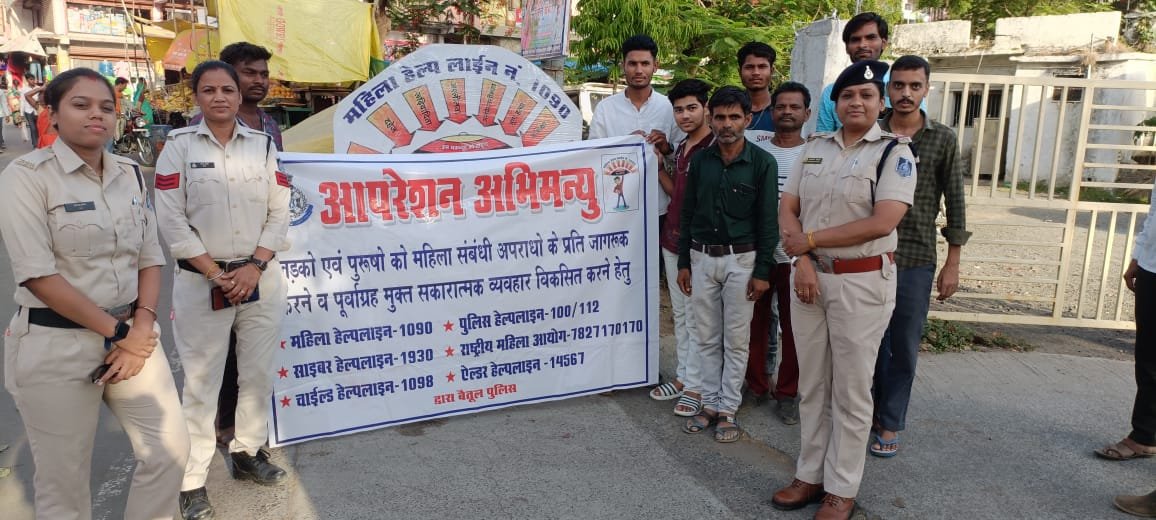 महिला हेल्प लाईन न. 1090
आपरेशन अभिमन्यु
लड़को एवं पुरूषो को महिला संबंधी अपराधो के प्रति जागरूक
करने व पूर्वाग्रह मुक्त सकारात्मक व्यवहार विकसित करने हेतु
महिला हेल्पलाइन-1090 ★ पुलिस हेल्पलाइन-100/112
★ साइबर हेल्पलाइन-1930 ★ राष्ट्रीय महिला आयोग-7827170170
★ चाईल्ड हेल्पलाइन-1098 ★ ऐल्डर हेल्पलाइन -14567
द्वारा बेतूल पुलिस